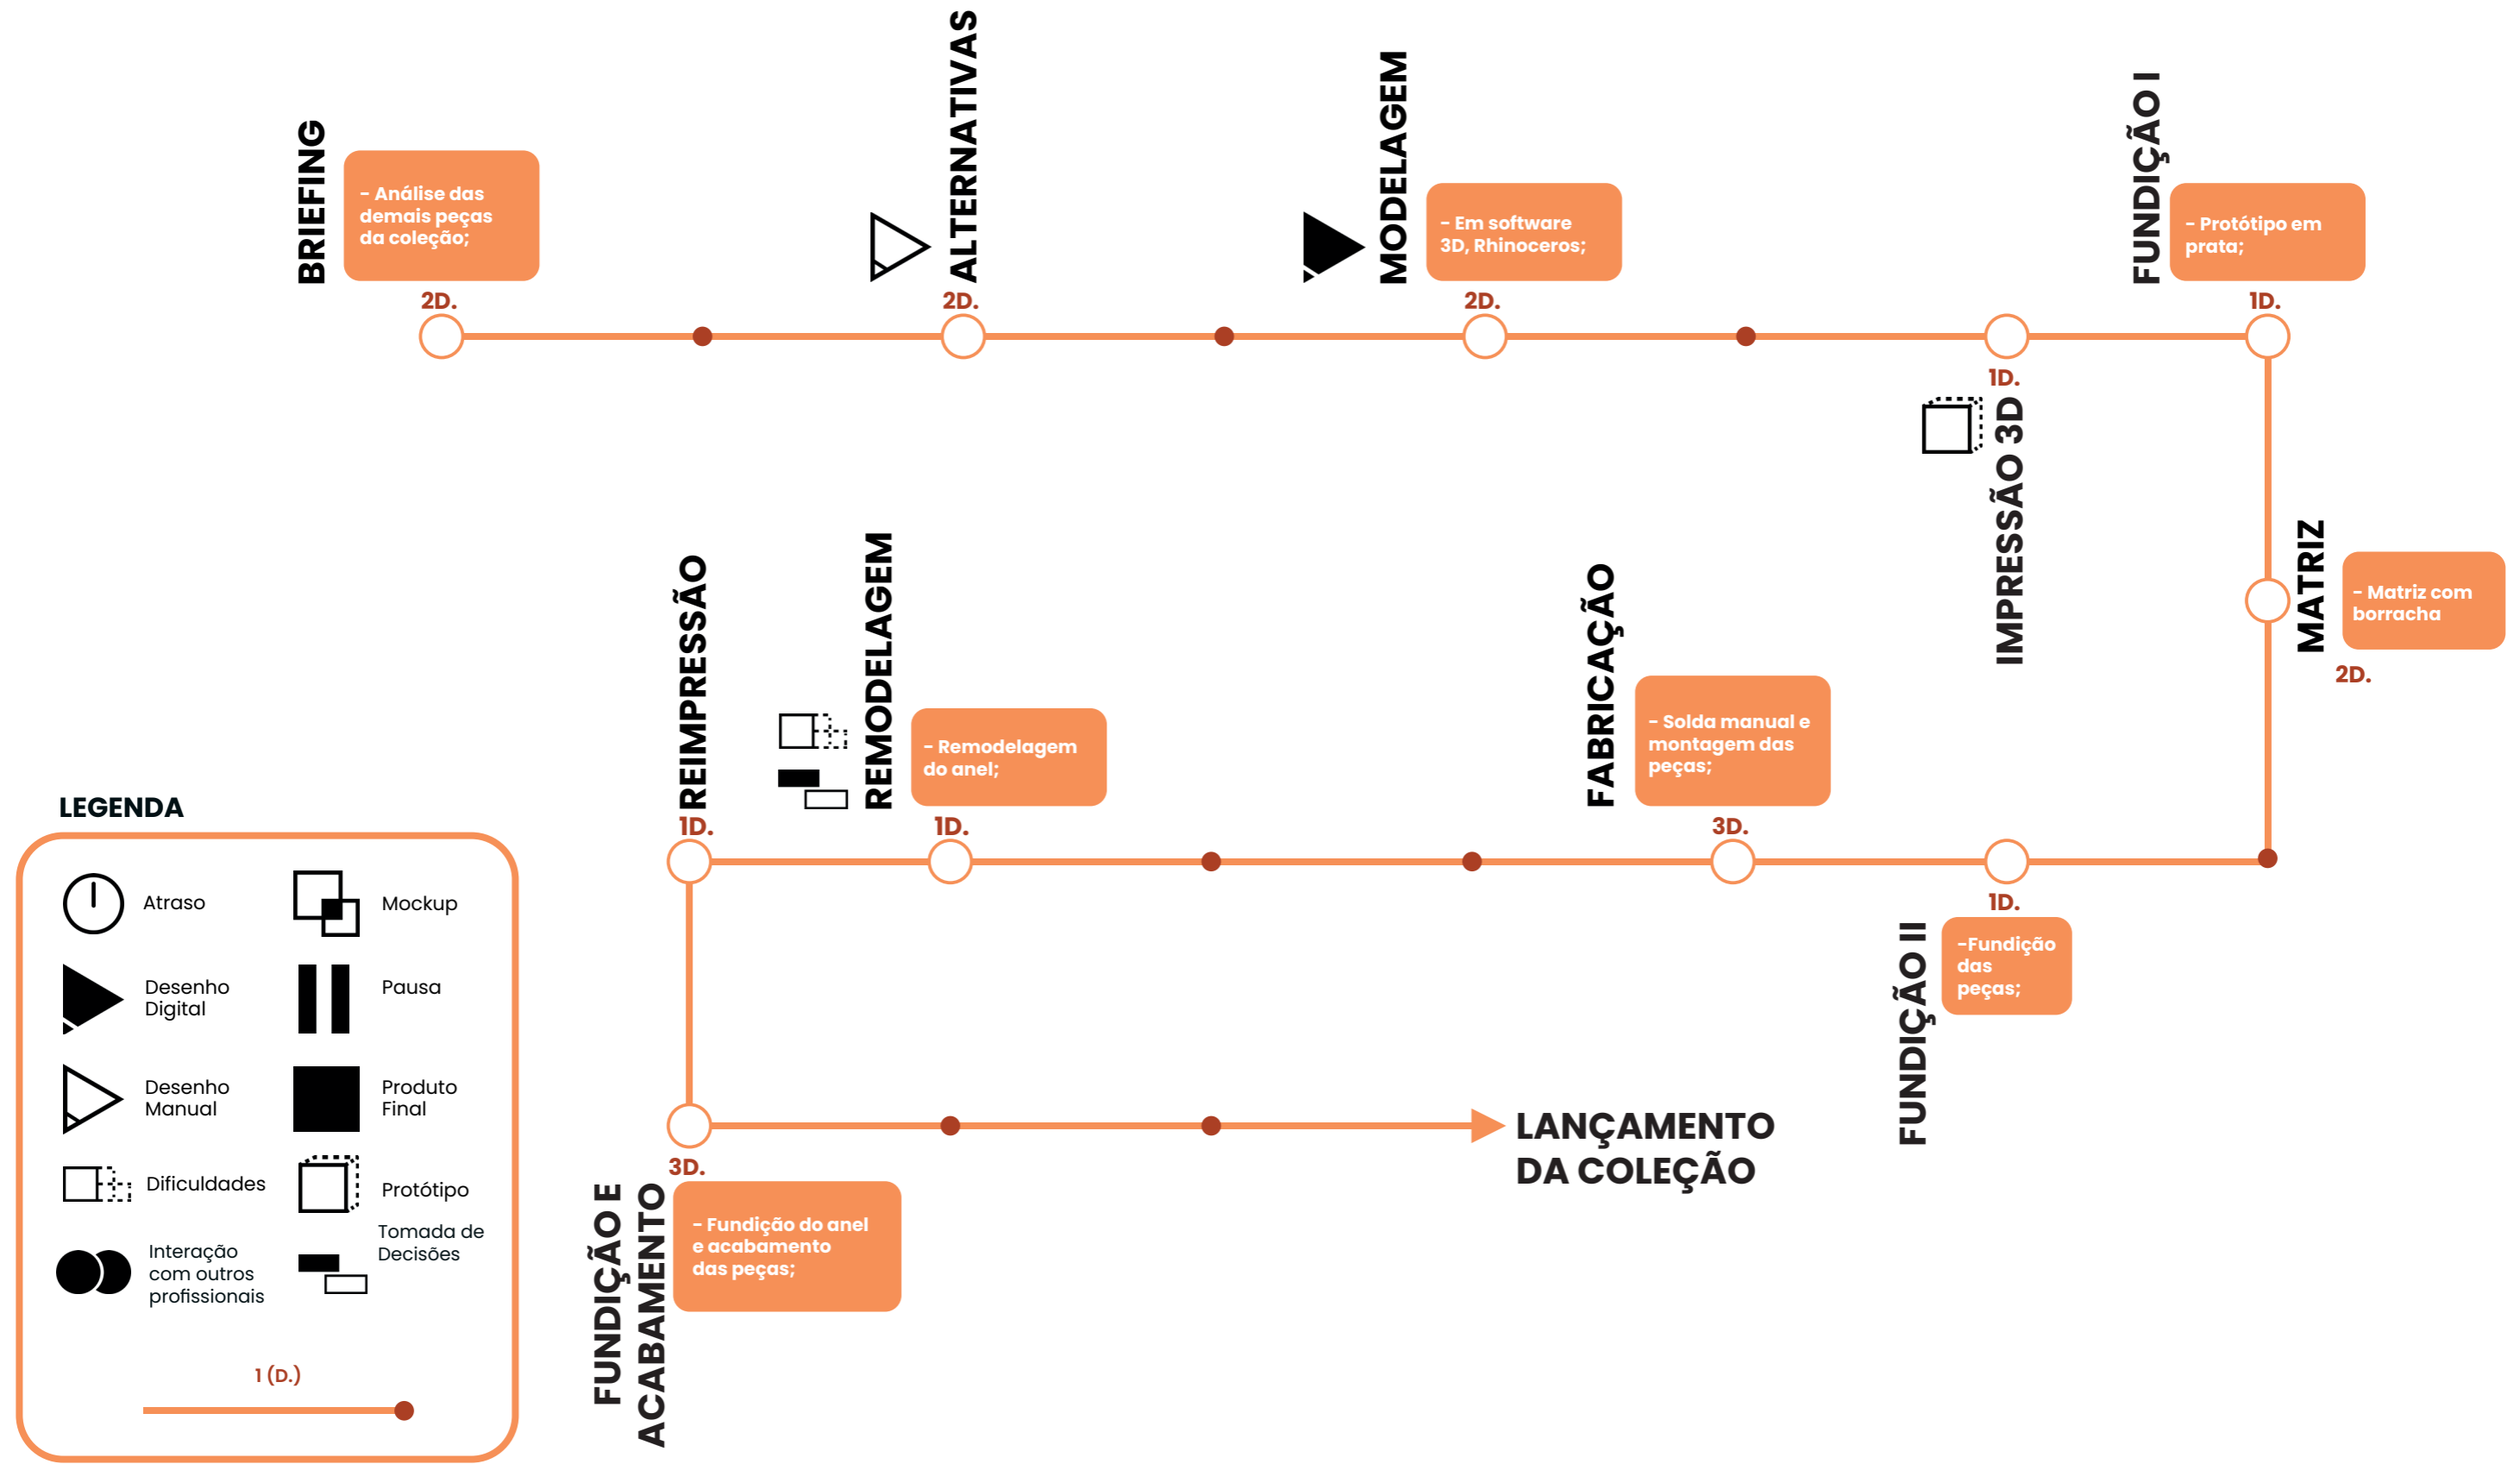 BRIEFING
- Análise das
demais peças
da coleção;
2D.
ALTERNATIVAS
2D.
MODELAGEM
- Em software
3D, Rhinoceros;
2D.
1D.
IMPRESSÃO 3D
FUNDIÇÃO I
- Protótipo em
prata;
1D.
MATRIZ
- Matriz com
borracha
2D.
1D.
FUNDIÇÃO II
-Fundição
das
peças;
FABRICAÇÃO
- Solda manual e
montagem das
peças;
3D.
REMODELAGEM
- Remodelagem
do anel;
1D.
REIMPRESSÃO
1D.
3D.
FUNDIÇÃO E
ACABAMENTO
- Fundição do anel
e acabamento
das peças;
LANÇAMENTO
DA COLEÇÃO
LEGENDA
Atraso
Mockup
Desenho
Digital
Pausa
Desenho
Manual
Produto
Final
Dificuldades
Protótipo
Interação
com outros
profissionais
Tomada de
Decisões
1 (D.)